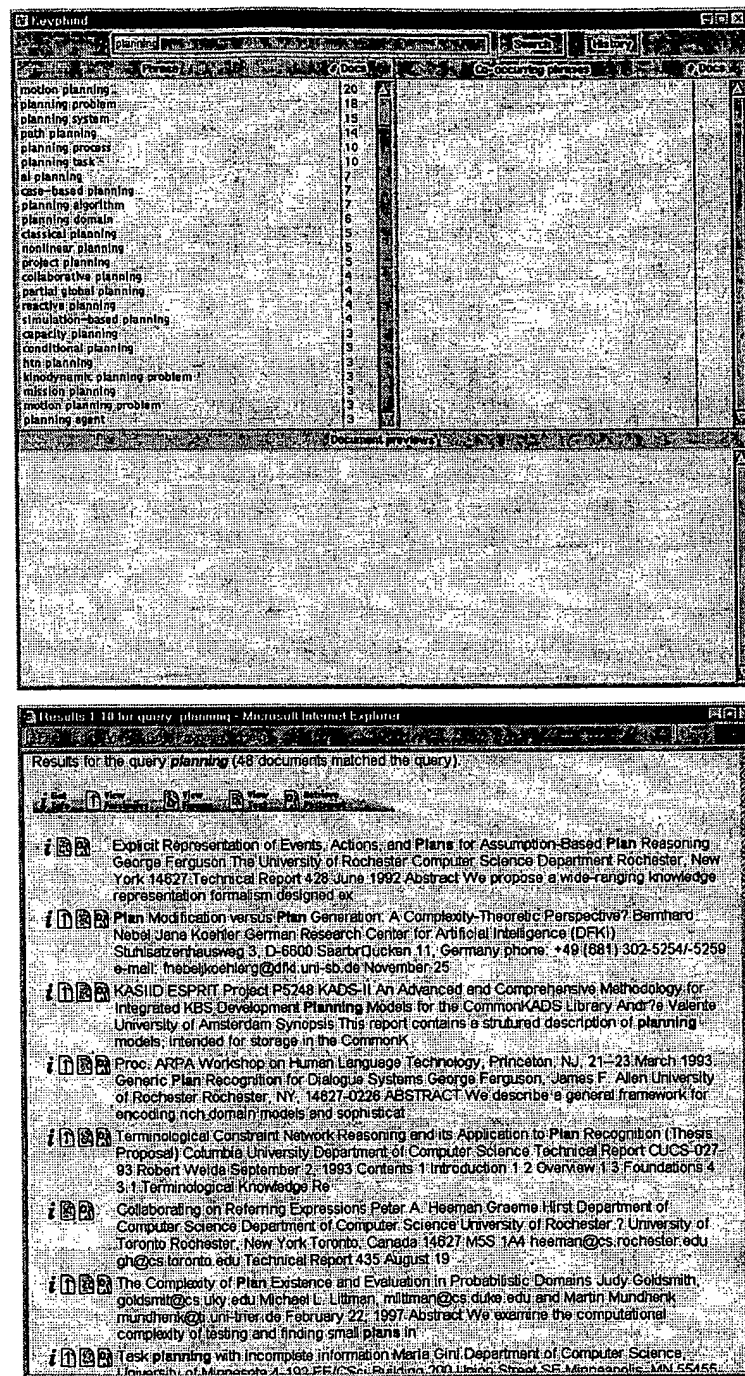 Keyphind
planning Search History
Phrase # Docs Co-occurring phrases # Docs
motion planning 20
planning problem 18
planning system 15
path planning 14
planning process 10
planning task 10
ai planning 7
case-based planning 7
planning algorithm 7
planning domain 6
classical planning 5
nonlinear planning 5
project planning 5
collaborative planning 4
partial global planning 4
reactive planning 4
simulation-based planning 4
capacity planning 3
conditional planning 3
htn planning 3
kinodynamic planning problem 3
mission planning 3
motion planning problem 3
planning agent 3
Document previews
Results 1-10 for query: planning - Microsoft Internet Explorer
Results for the query planning (48 documents matched the query).
View View View Retrieve
Explicit Representation of Events, Actions, and Plans for Assumption-Based Plan Reasoning
George Ferguson The University of Rochester Computer Science Department Rochester, New
York 14627 Technical Report 428 June 1992 Abstract We propose a wide-ranging knowledge
representation formalism designed ex
Plan Modification versus Plan Generation: A Complexity-Theoretic Perspective? Bernhard
Nebel Jana Koehler German Research Center for Artificial Intelligence (DFKI)
Stuhlsatzenhausweg 3, D-6600 Saarbrücken 11, Germany phone: +49 (681) 302-5254/-5259
e-mail: fnebeljkoehlerg@dfki.uni-sb.de November 25
KASIID ESPRIT Project P5248 KADS-II An Advanced and Comprehensive Methodology for
Integrated KBS Development Planning Models for the CommonKADS Library Andr?e Valente
University of Amsterdam Synopsis This report contains a strutured description of planning
models, intended for storage in the CommonK
Proc. ARPA Workshop on Human Language Technology, Princeton, NJ, 21--23 March 1993.
Generic Plan Recognition for Dialogue Systems George Ferguson, James F. Allen University
of Rochester Rochester, NY, 14627-0226 ABSTRACT We describe a general framework for
encoding rich domain models and sophisticat
Terminological Constraint Network Reasoning and its Application to Plan Recognition (Thesis
Proposal) Columbia University Department of Computer Science Technical Report CUCS-027-
93 Robert Weida September 2, 1993 Contents 1 Introduction 1 2 Overview 1 3 Foundations 4
3.1 Terminological Knowledge Re
Collaborating on Referring Expressions Peter A. Heeman Graeme Hirst Department of
Computer Science Department of Computer Science University of Rochester ? University of
Toronto Rochester, New York Toronto, Canada 14627 M5S 1A4 heeman@cs.rochester.edu
gh@cs.toronto.edu Technical Report 435 August 19
The Complexity of Plan Existence and Evaluation in Probabilistic Domains Judy Goldsmith,
goldsmit@cs.uky.edu Michael L. Littman, mlittman@cs.duke.edu and Martin Mundhenk
mundhenk@ti.uni-trier.de February 22, 1997 Abstract We examine the computational
complexity of testing and finding small plans in
Task planning with incomplete information Maria Gini Department of Computer Science
University of Minnesota 4-192 EE/CSci Building 200 Union Street SE Minneapolis, MN 55455